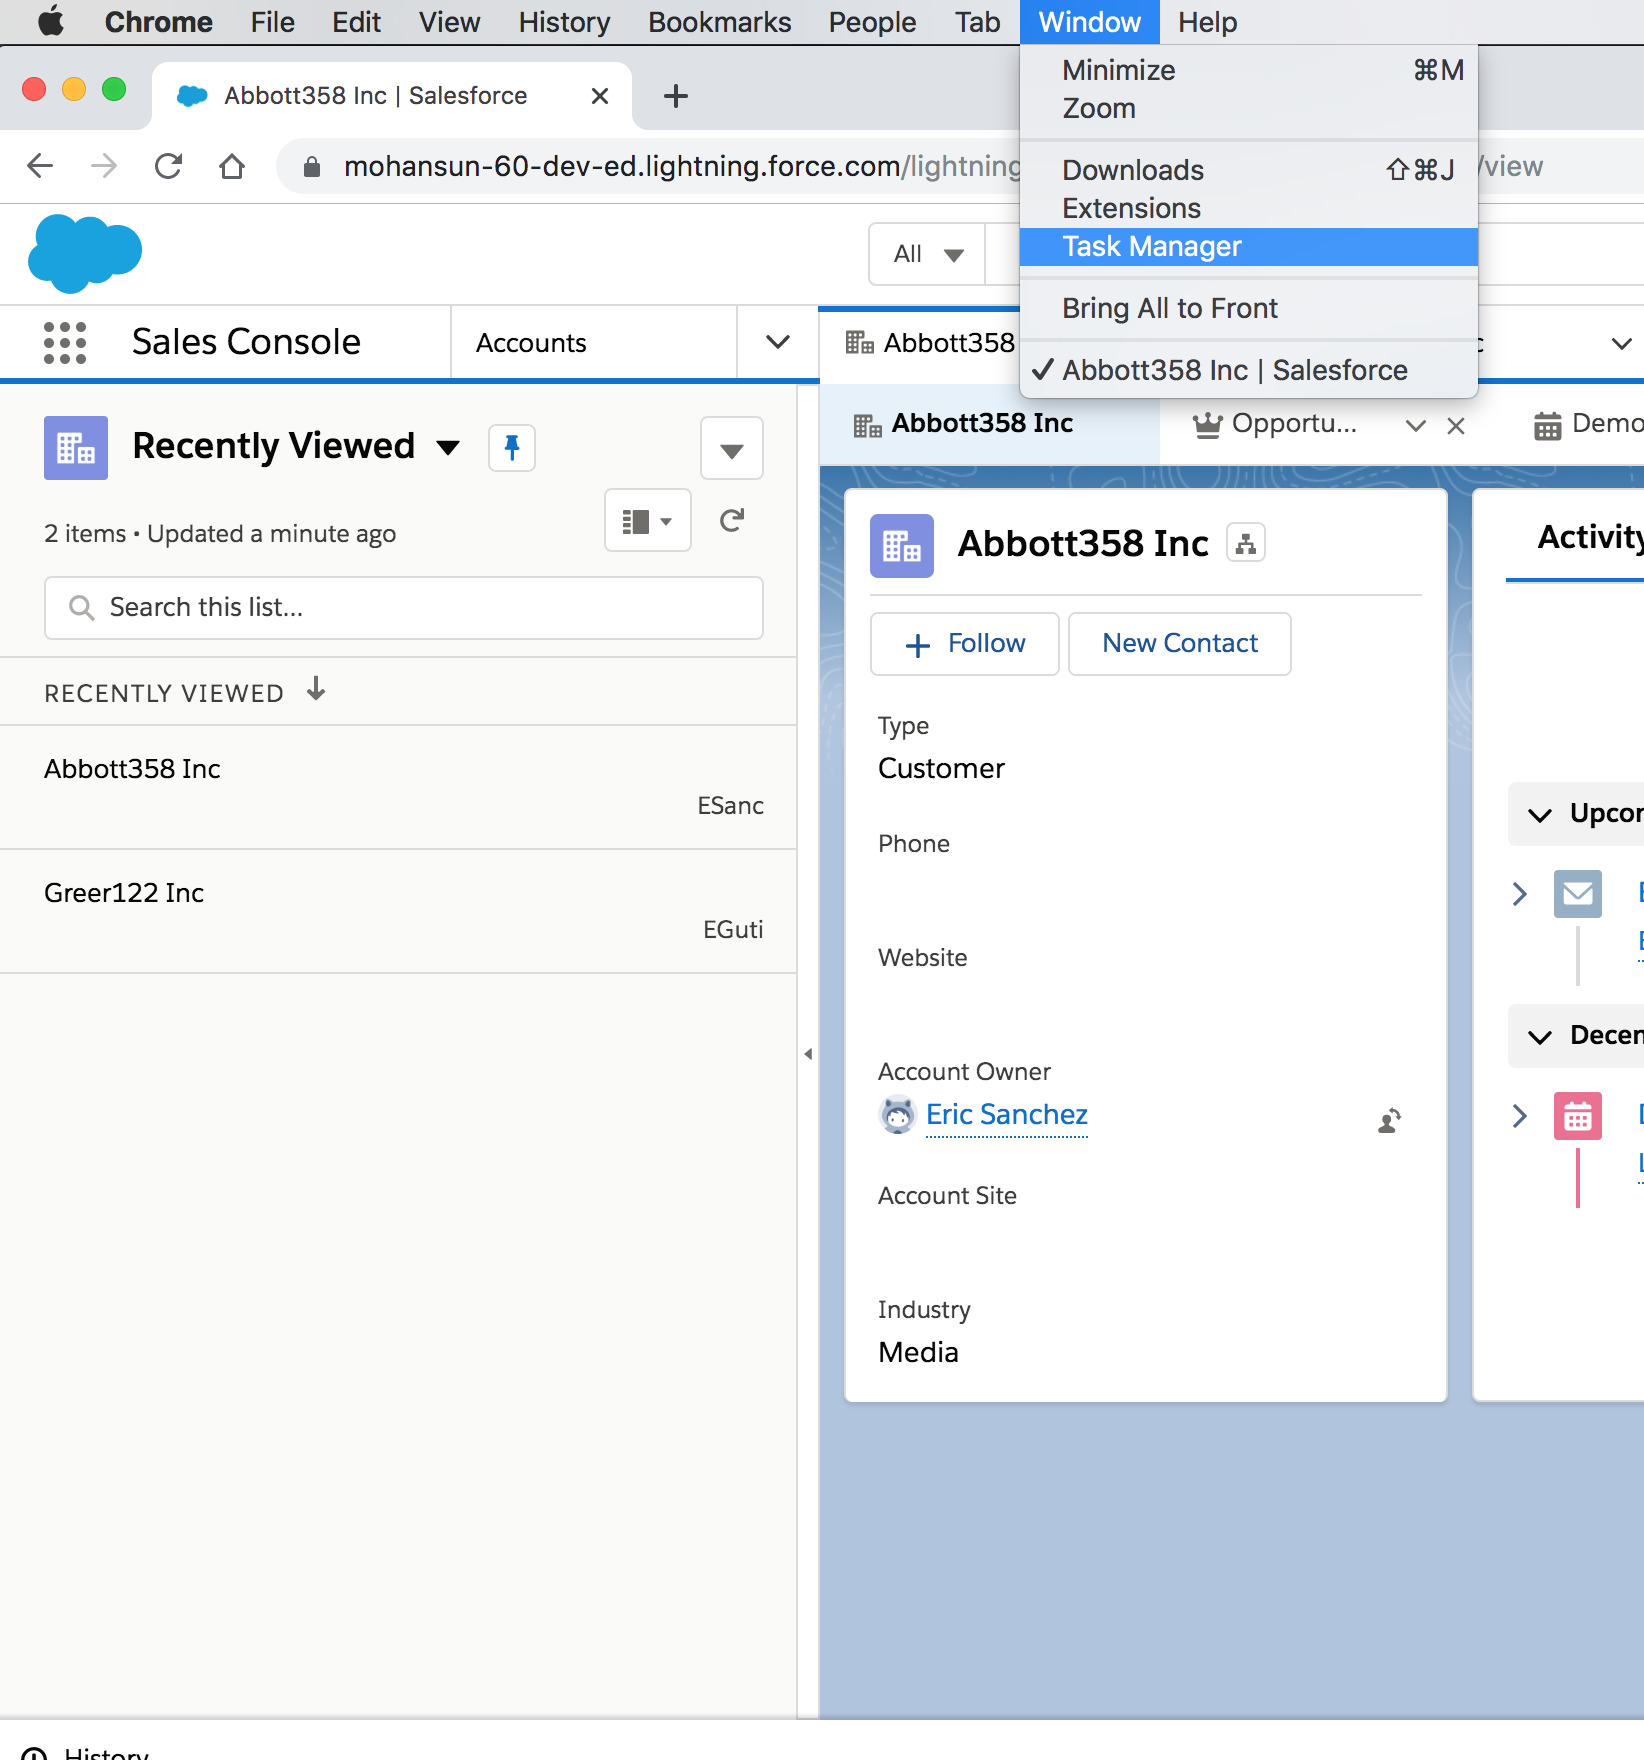 Chrome File Edit View History Bookmarks People Tab Window Help
Abbott358 Inc | Salesforce
mohansun-60-dev-ed.lightning.force.com/lightning
/view
Minimize ⌘M
Zoom
Downloads ⇧⌘J
Extensions
Task Manager
Bring All to Front
✓ Abbott358 Inc | Salesforce
All
Sales Console
Accounts
Abbott358
Abbott358 Inc
Opportu...
Demo
Recently Viewed
2 items • Updated a minute ago
Search this list...
RECENTLY VIEWED
Abbott358 Inc
ESanc
Greer122 Inc
EGuti
Abbott358 Inc
Follow
New Contact
Type
Customer
Phone
Website
Account Owner
Eric Sanchez
Account Site
Industry
Media
Activity
Upcom
Decem
History